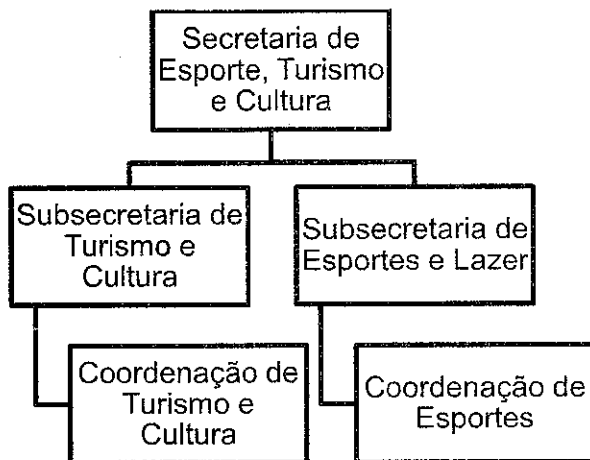 Secretaria de
Esporte, Turismo
e Cultura
Subsecretaria de
Turismo e
Cultura
Subsecretaria de
Esportes e Lazer
Coordenação de
Turismo e
Cultura
Coordenação de
Esportes